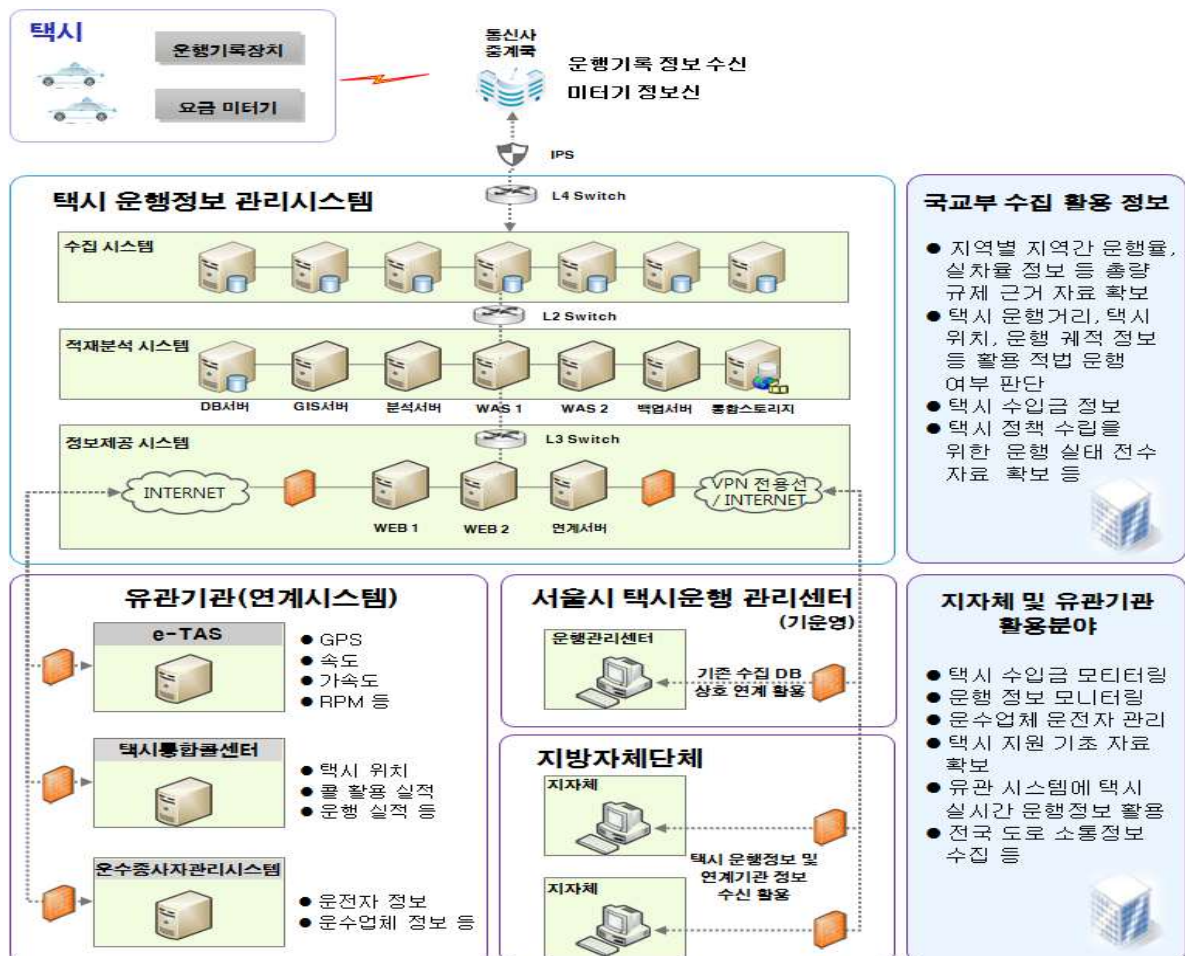 택시
운행기록장치
요금 미터기
통신사
중계국
운행기록 정보 수신
미터기 정보신
IPS
L4 Switch
택시 운행정보 관리시스템
수집 시스템
L2 Switch
적재분석 시스템
DB서버
GIS서버
분석서버
WAS 1
WAS 2
백업서버
통합스토리지
정보제공 시스템
L3 Switch
INTERNET
WEB 1
WEB 2
연계서버
VPN 전용선
/ INTERNET
국교부 수집 활용 정보
● 지역별 지역간 운행율,
실차율 정보 등 총량
규제 근거 자료 확보
● 택시 운행거리, 택시
위치, 운행 궤적 정보
등 활용 적법 운행
여부 판단
● 택시 수입금 정보
● 택시 정책 수립을
위한 운행 실태 전수
자료 확보 등
유관기관(연계시스템)
e-TAS
● GPS
● 속도
● 가속도
● RPM 등
택시통합콜센터
● 택시 위치
● 콜 활용 실적
● 운행 실적 등
운수종사자관리시스템
● 운전자 정보
● 운수업체 정보 등
서울시 택시운행 관리센터
(기운영)
운행관리센터
기존 수집 DB
상호 연계 활용
지방자체단체
지자체
택시 운행정보 및
연계기관 정보
수신 활용
지자체
지자체 및 유관기관
활용분야
● 택시 수입금 모티터링
● 운행 정보 모니터링
● 운수업체 운전자 관리
● 택시 지원 기초 자료
확보
● 유관 시스템에 택시
실시간 운행정보 활용
● 전국 도로 소통정보
수집 등